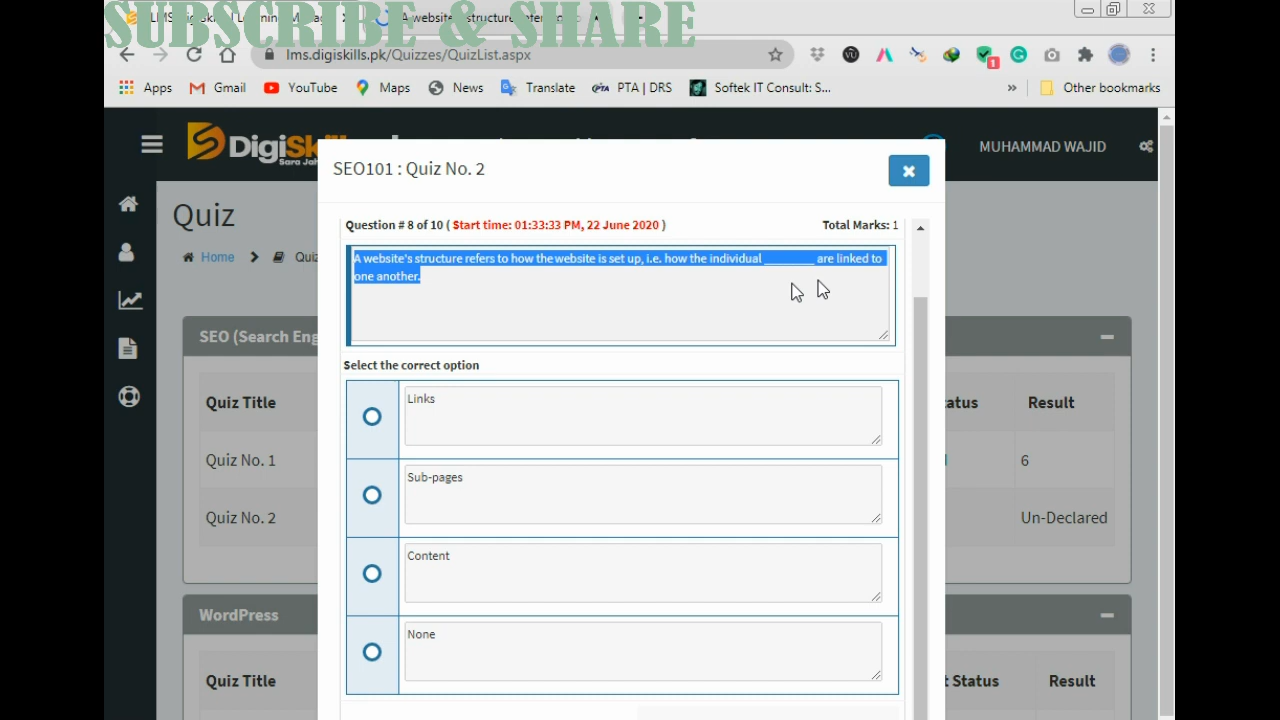 SUBSCRIBE & SHARE
lms.digiskills.pk/Quizzes/QuizList.aspx
1
Apps Gmail YouTube Maps News Translate PTA | DRS Softek IT Consult: S... » Other bookmarks
DigiSk
MUHAMMAD WAJID
SEO101 : Quiz No. 2
Quiz
Home
Question # 8 of 10 ( Start time: 01:33:33 PM, 22 June 2020 ) Total Marks: 1
A website's structure refers to how the website is set up, i.e. how the individual ________ are linked to
one another.
SEO (Search Eng
Select the correct option
Quiz Title
Result
Links
Quiz No. 1
6
Sub-pages
Quiz No. 2
Un-Declared
Content
WordPress
None
Quiz Title
Status
Result